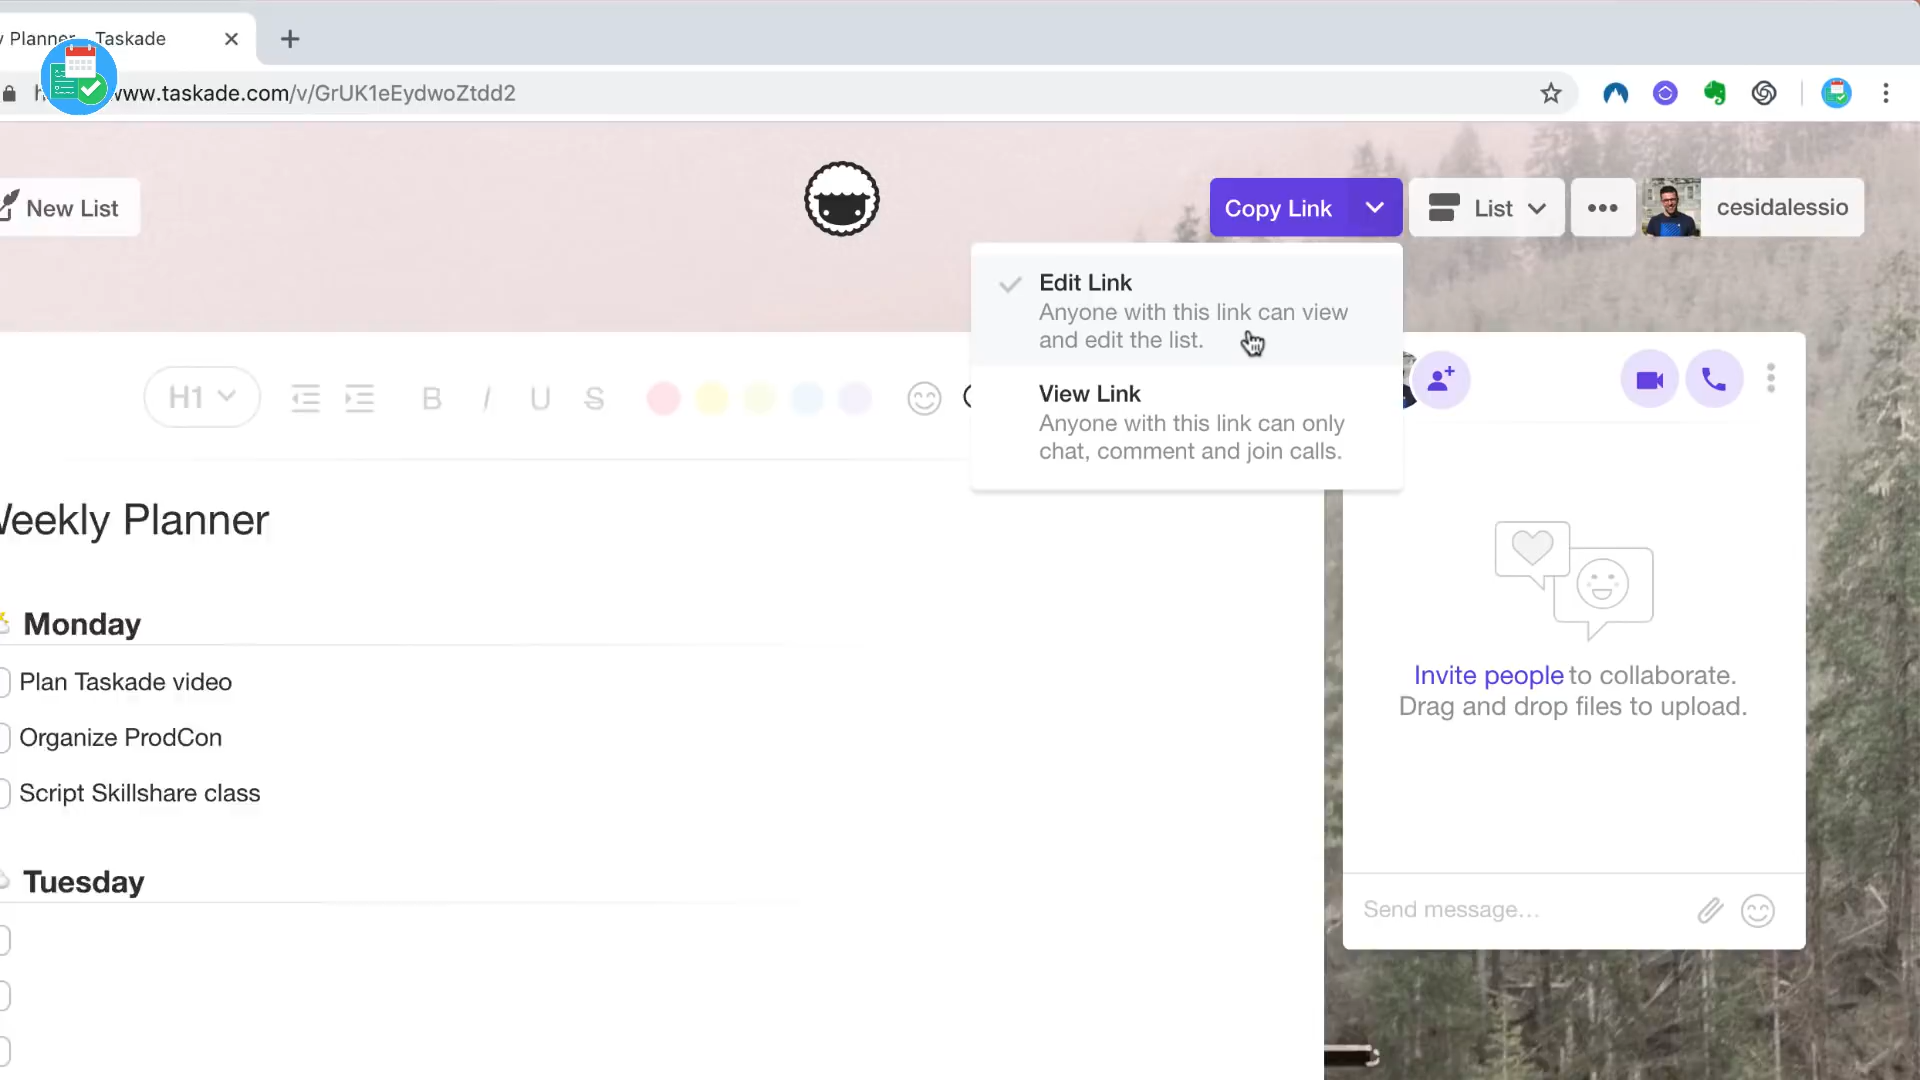 Planner - Taskade
www.taskade.com/v/GrUK1eEydwoZtdd2
New List
Copy Link
List
cesidalessio
Edit Link
Anyone with this link can view
and edit the list.
View Link
Anyone with this link can only
chat, comment and join calls.
H1
B I U S
Weekly Planner
Monday
Plan Taskade video
Organize ProdCon
Script Skillshare class
Tuesday
Invite people to collaborate.
Drag and drop files to upload.
Send message...